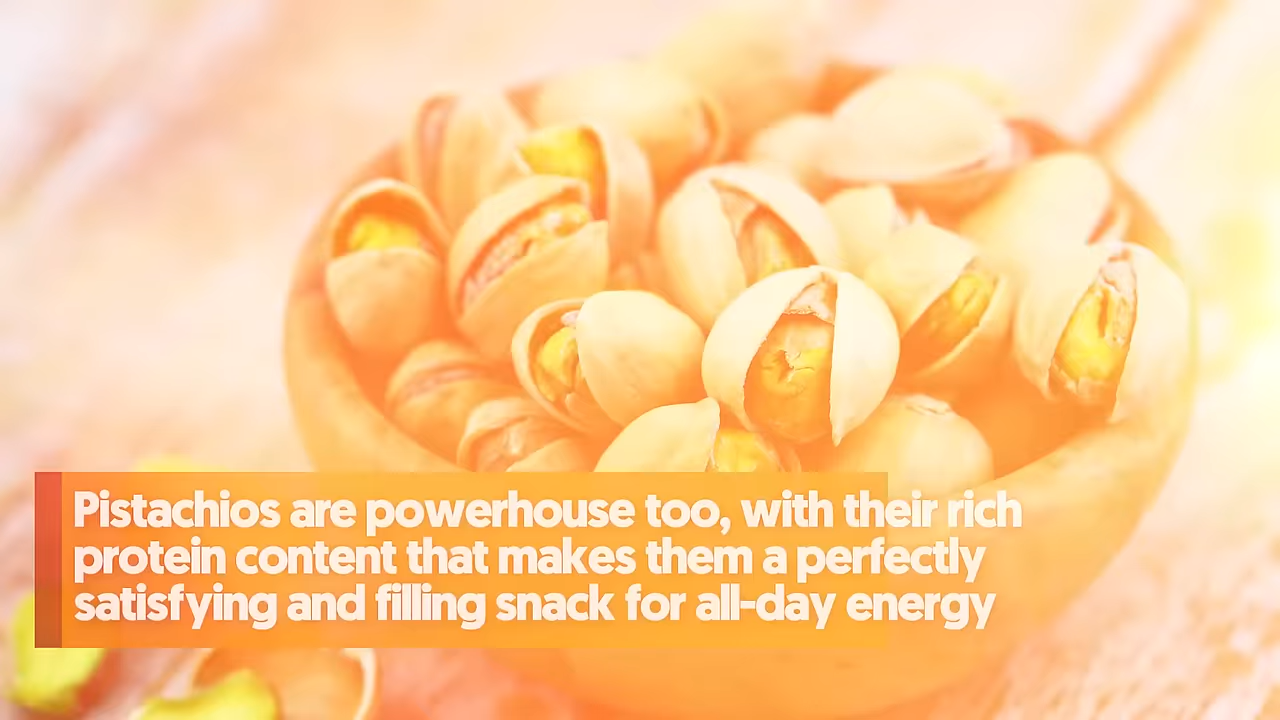 Pistachios are powerhouse too, with their rich
protein content that makes them a perfectly
satisfying and filling snack for all-day energy